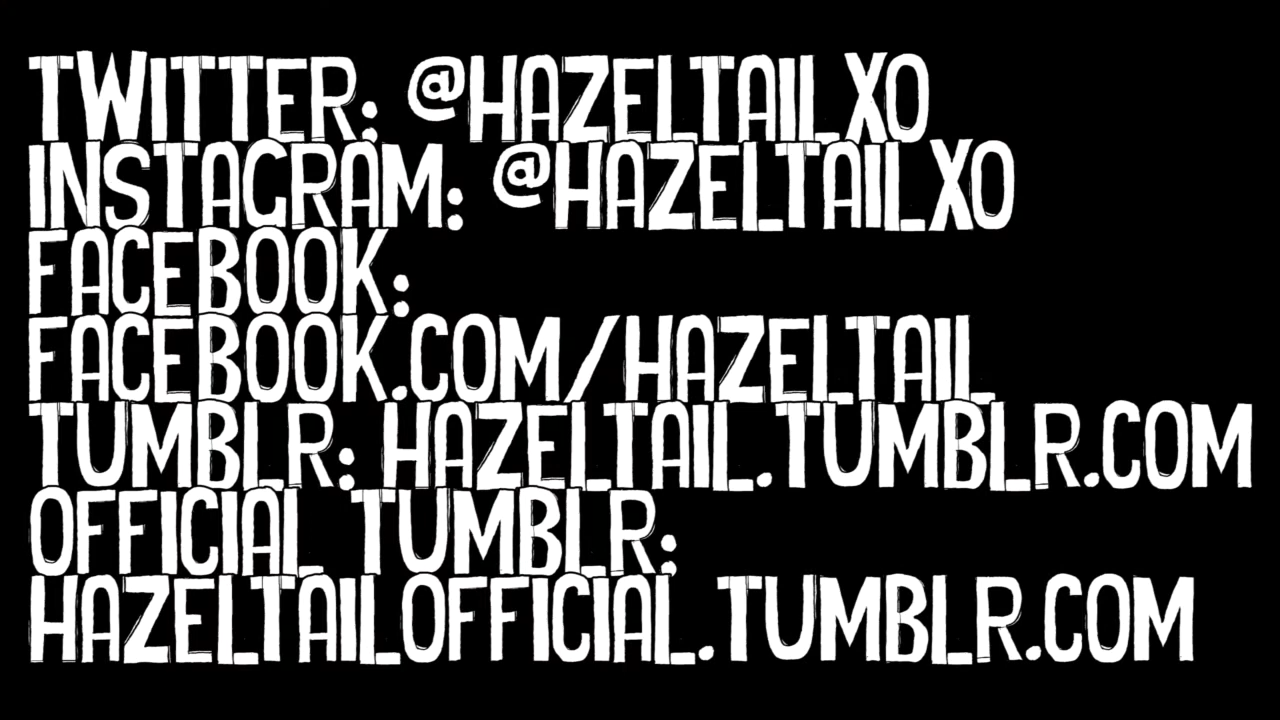 TWITTER: @HAZELTAILXO
INSTAGRAM: @HAZELTAILXO
FACEBOOK:
FACEBOOK.COM/HAZELTAIL
TUMBLR: HAZELTAIL.TUMBLR.COM
OFFICIAL TUMBLR:
HAZELTAILOFFICIAL.TUMBLR.COM